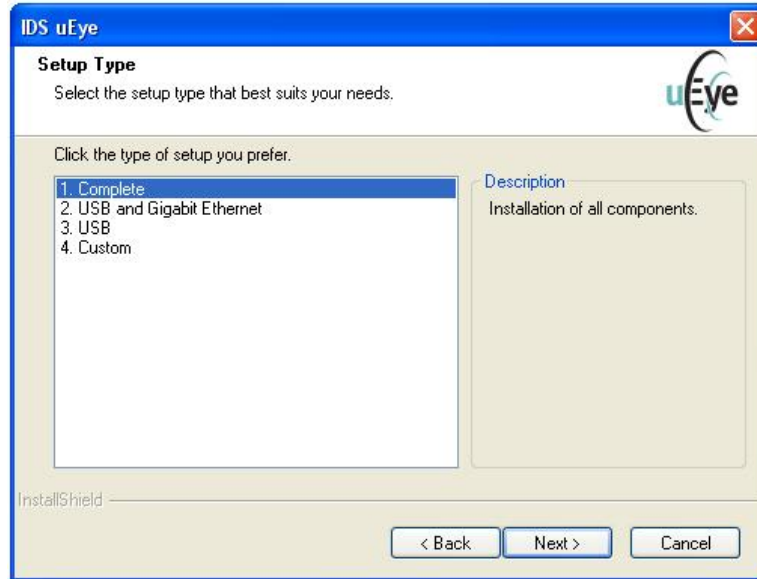 IDS uEye
Setup Type
Select the setup type that best suits your needs.
uEye
Click the type of setup you prefer.
1. Complete
2. USB and Gigabit Ethernet
3. USB
4. Custom
Description
Installation of all components.
InstallShield
< Back
Next >
Cancel